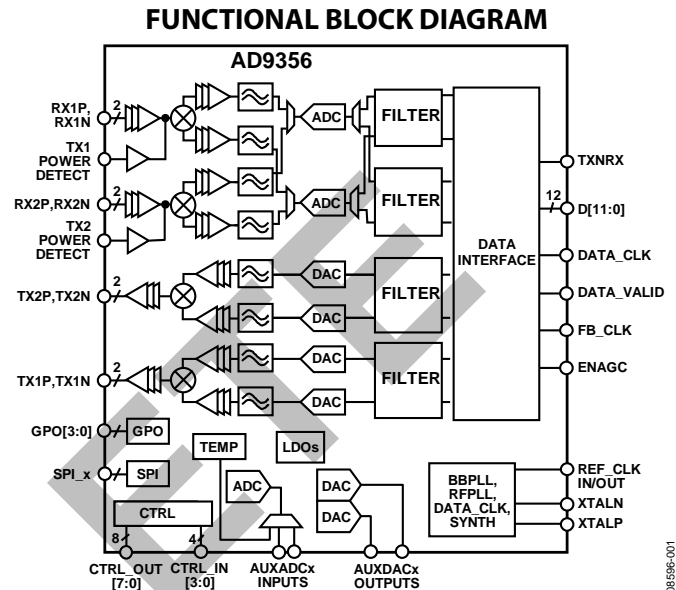 FUNCTIONAL BLOCK DIAGRAM
AD9356
RX1P,
RX1N
2
TX1
POWER
DETECT
RX2P,RX2N
2
TX2
POWER
DETECT
TX2P,TX2N
2
TX1P,TX1N
2
GPO[3:0]
GPO
SPI_x
SPI
CTRL
8
4
CTRL_OUT
[7:0]
CTRL_IN
[3:0]
TEMP
ADC
LDOs
AUXADCx
INPUTS
DAC
DAC
AUXDACx
OUTPUTS
ADC
ADC
DAC
DAC
DAC
DAC
FILTER
FILTER
FILTER
FILTER
DATA
INTERFACE
BBPLL,
RFPLL,
DATA_CLK,
SYNTH
TXNRX
12
D[11:0]
DATA_CLK
DATA_VALID
FB_CLK
ENAGC
REF_CLK
IN/OUT
XTALN
XTALP
08596-001
ETE